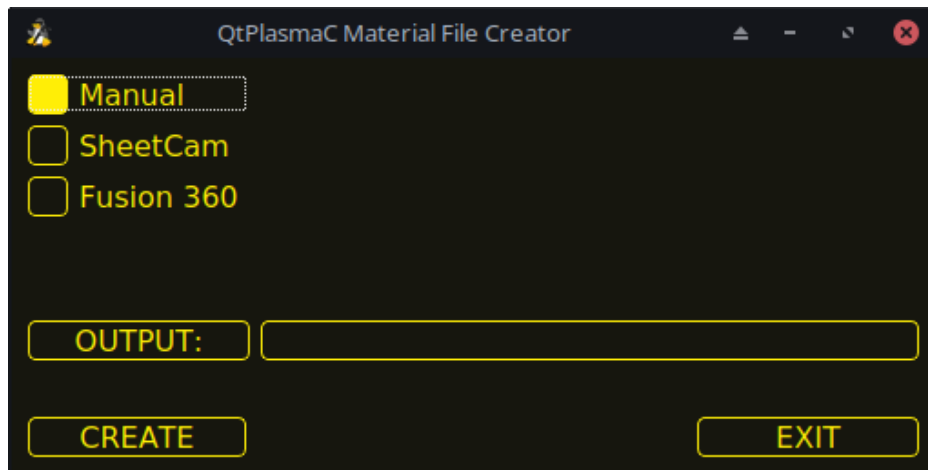 QtPlasmaC Material File Creator
Manual
SheetCam
Fusion 360
OUTPUT:
CREATE
EXIT